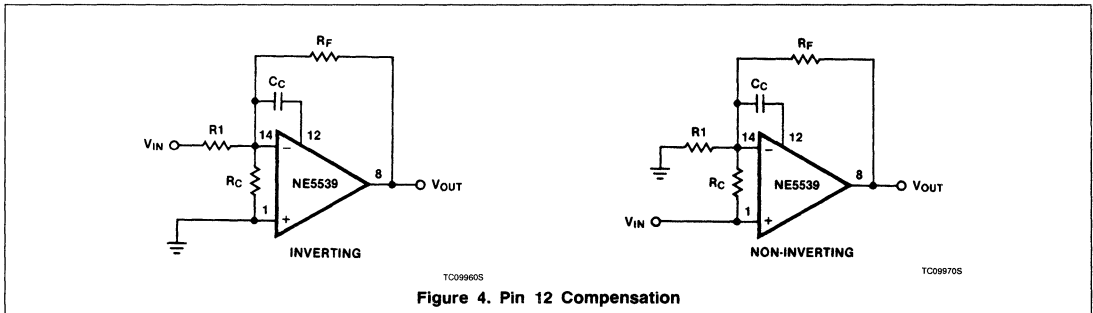 RF
CC
R1
VIN
14
12
−
RC
NE5539
8
VOUT
1
+
INVERTING
TC09960S
RF
CC
R1
14
12
−
RC
NE5539
8
VOUT
1
VIN
+
NON-INVERTING
TC09970S
Figure 4. Pin 12 Compensation